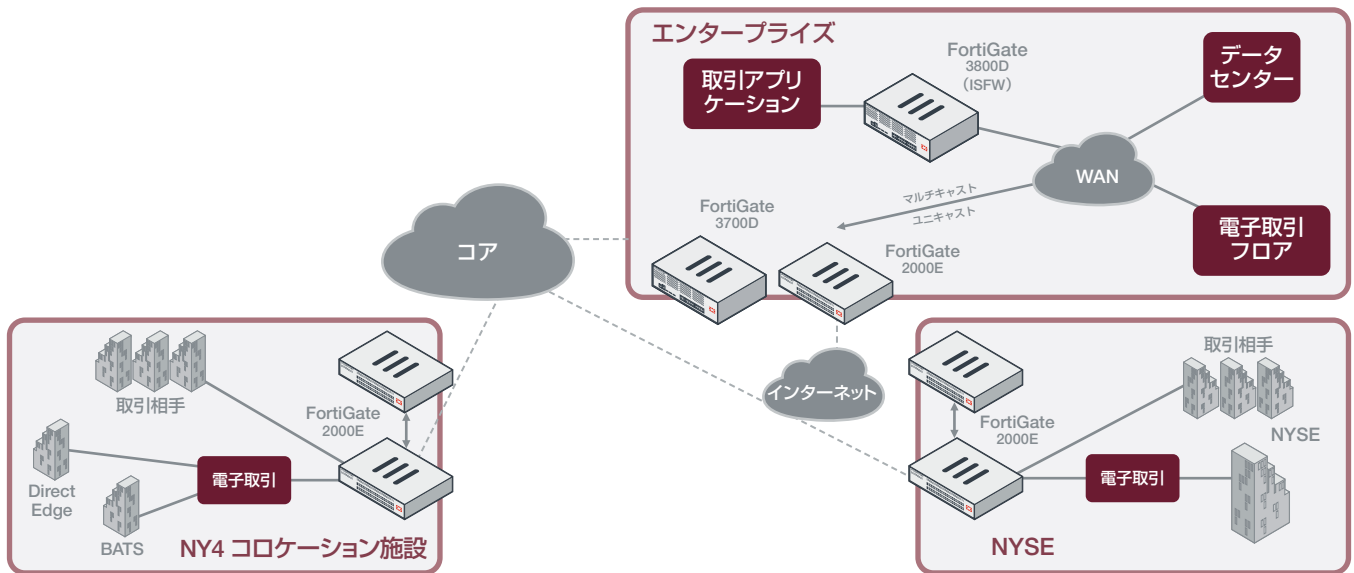 エンタープライズ
取引アプリ
ケーション
FortiGate
3800D
(ISFW)
データ
センター
WAN
マルチキャスト
ユニキャスト
電子取引
フロア
FortiGate
3700D
FortiGate
2000E
コア
インターネット
取引相手
FortiGate
2000E
Direct
Edge
電子取引
BATS
NY4 コロケーション施設
取引相手
NYSE
FortiGate
2000E
電子取引
NYSE